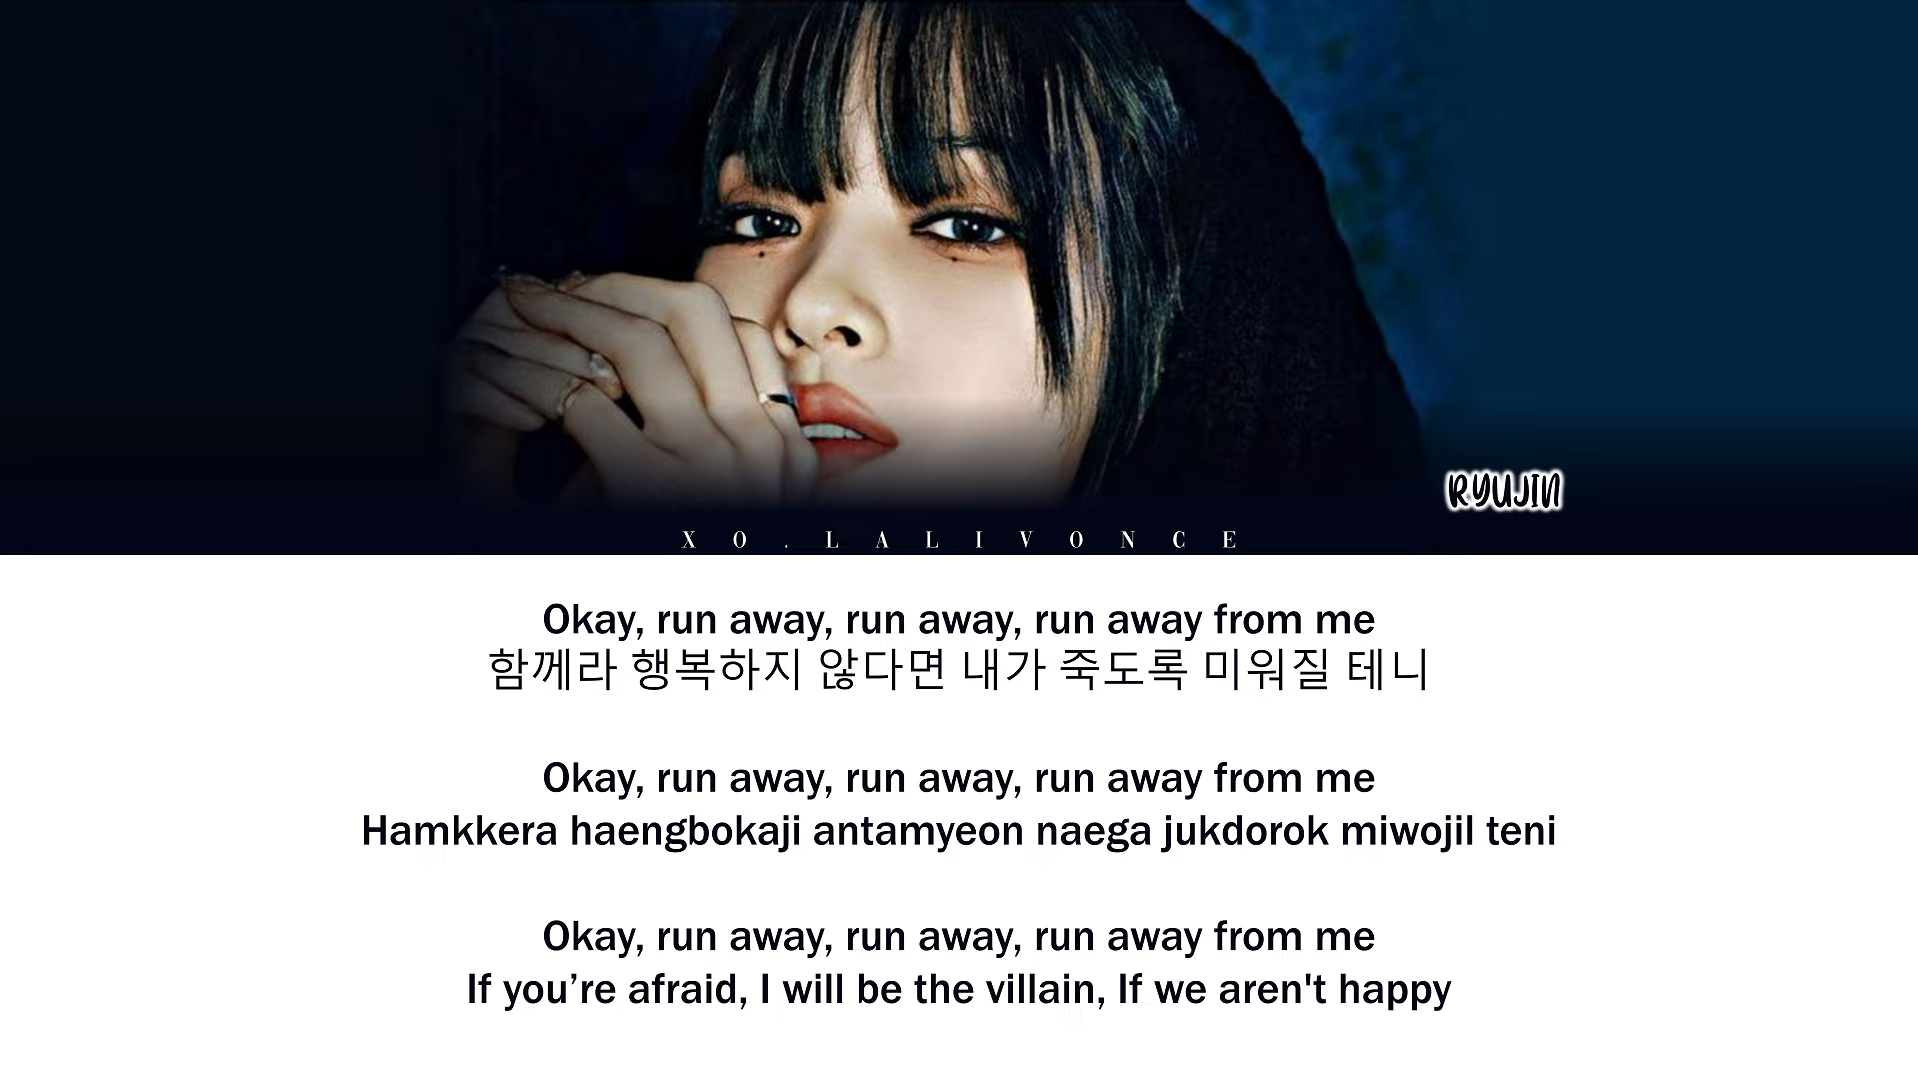 RYUJIN
XO.LALIVONCE
Okay, run away, run away, run away from me
함께라 행복하지 않다면 내가 죽도록 미워질 테니
Okay, run away, run away, run away from me
Hamkkera haengbokaji antamyeon naega jukdorok miwojil teni
Okay, run away, run away, run away from me
If you’re afraid, I will be the villain, If we aren't happy